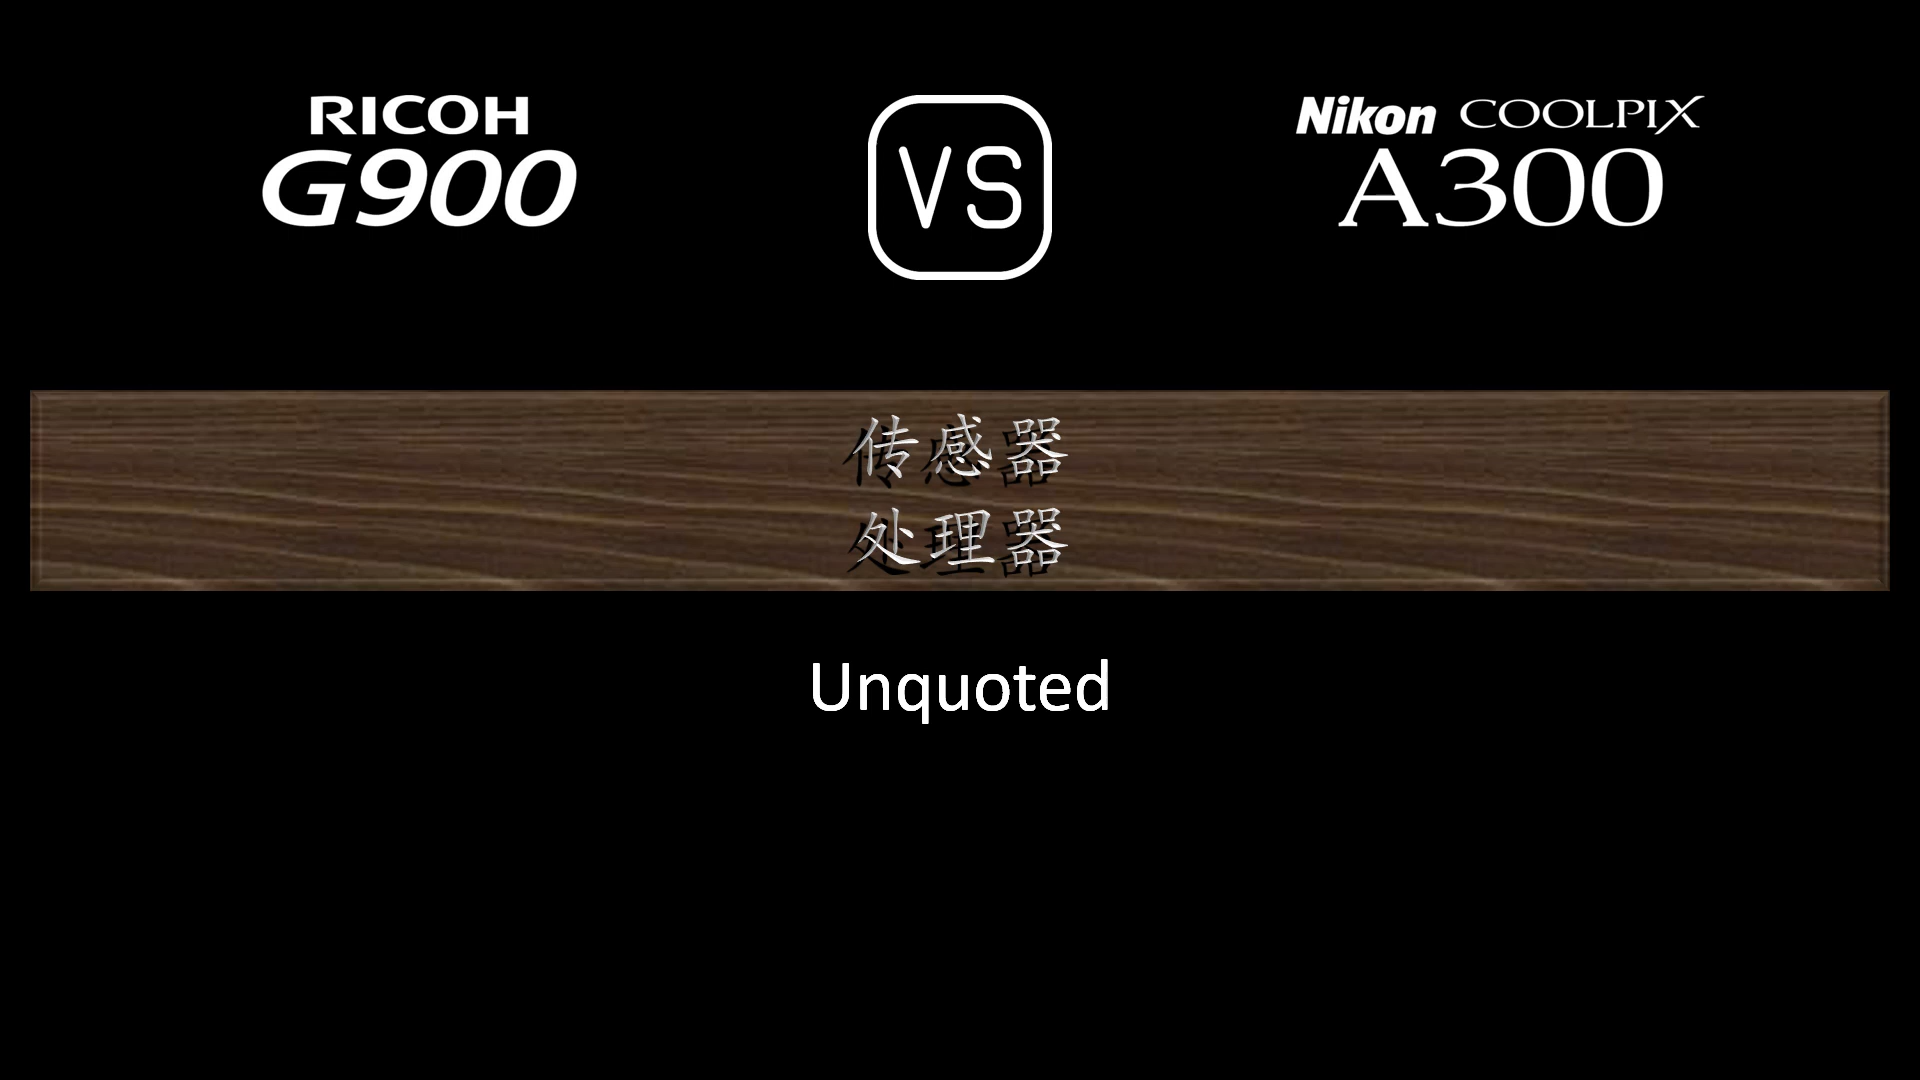 RICOH
G900
VS
Nikon COOLPIX
A300
传感器
处理器
Unquoted